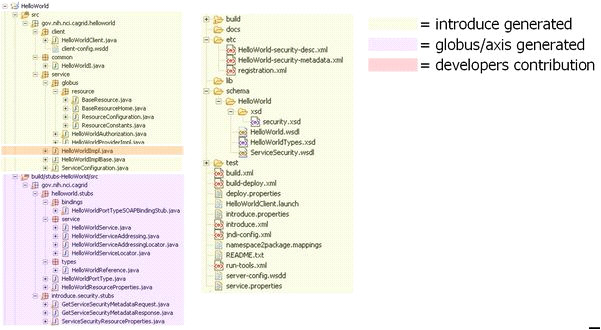 HelloWorld
src
gov.nih.nci.cagrid.helloworld
client
HelloWorldClient.java
client-config.wsdd
common
HelloWorldI.java
service
globus
resource
BaseResource.java
BaseResourceHome.java
ResourceConfiguration.java
ResourceConstants.java
HelloWorldAuthorization.java
HelloWorldProviderImpl.java
HelloWorldImpl.java
HelloWorldImplBase.java
ServiceConfiguration.java
build/stubs-HelloWorld/src
gov.nih.nci.cagrid
helloworld.stubs
bindings
HelloWorldPortTypeSOAPBindingStub.java
service
HelloWorldService.java
HelloWorldServiceAddressing.java
HelloWorldServiceAddressingLocator.java
HelloWorldServiceLocator.java
types
HelloWorldReference.java
HelloWorldPortType.java
HelloWorldResourceProperties.java
introduce.security.stubs
GetServiceSecurityMetadataRequest.java
GetServiceSecurityMetadataResponse.java
ServiceSecurityResourceProperties.java
build
docs
etc
HelloWorld-security-desc.xml
HelloWorld-security-metadata.xml
registration.xml
lib
schema
HelloWorld
xsd
security.xsd
HelloWorld.wsdl
HelloWorldTypes.xsd
ServiceSecurity.wsdl
test
build.xml
build-deploy.xml
deploy.properties
HelloWorldClient.launch
introduce.properties
introduce.xml
jndi-config.xml
namespace2package.mappings
README.txt
run-tools.xml
server-config.wsdd
service.properties
= introduce generated
= globus/axis generated
= developers contribution